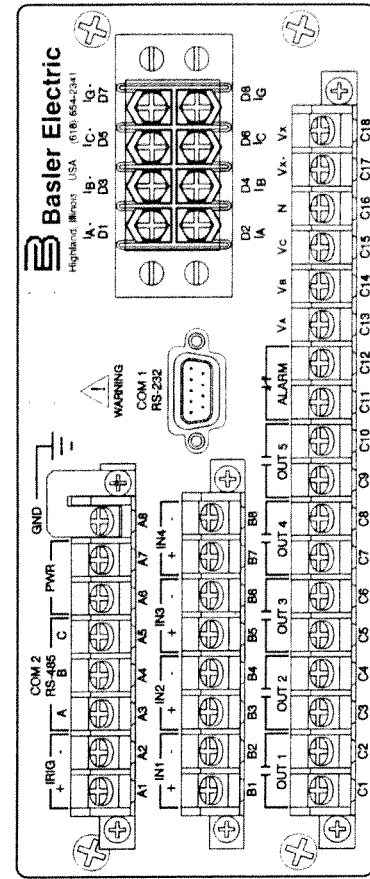 GND
COM 2
RS-485
IRIG
+ -
A B C
PWR
A1 A2 A3 A4 A5 A6 A7 A8
WARNING
COM 1
RS-232
Basler Electric
Highland, Illinois USA (618) 654-2341
IA- IB- IC- IG-
D1 D3 D5 D7
D2 D4 D6 D8
IA IB IC IG
IN1 IN2 IN3 IN4
+ - + - + - + -
B1 B2 B3 B4 B5 B6 B7 B8
OUT 1 OUT 2 OUT 3 OUT 4 OUT 5 ALARM VA VB VC N VX- VX
C1 C2 C3 C4 C5 C6 C7 C8 C9 C10 C11 C12 C13 C14 C15 C16 C17 C18